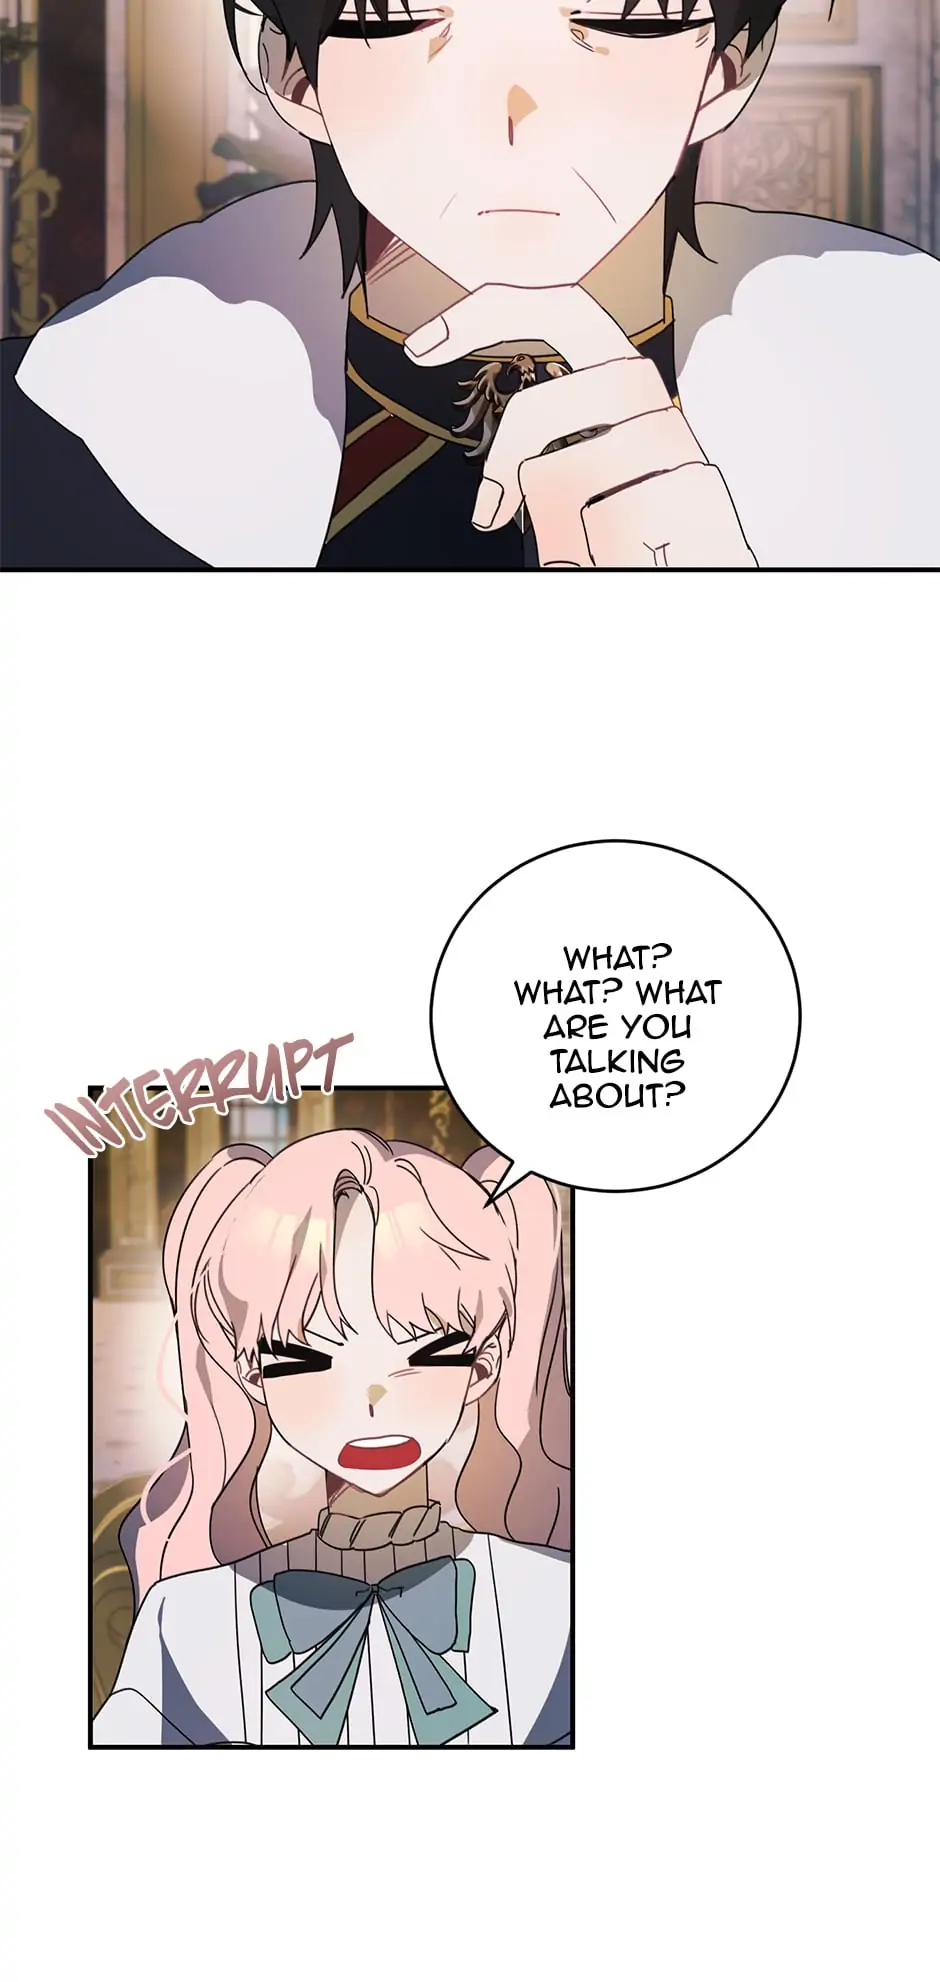 WHAT?
WHAT? WHAT
ARE YOU
TALKING
ABOUT?
INTERRUPT